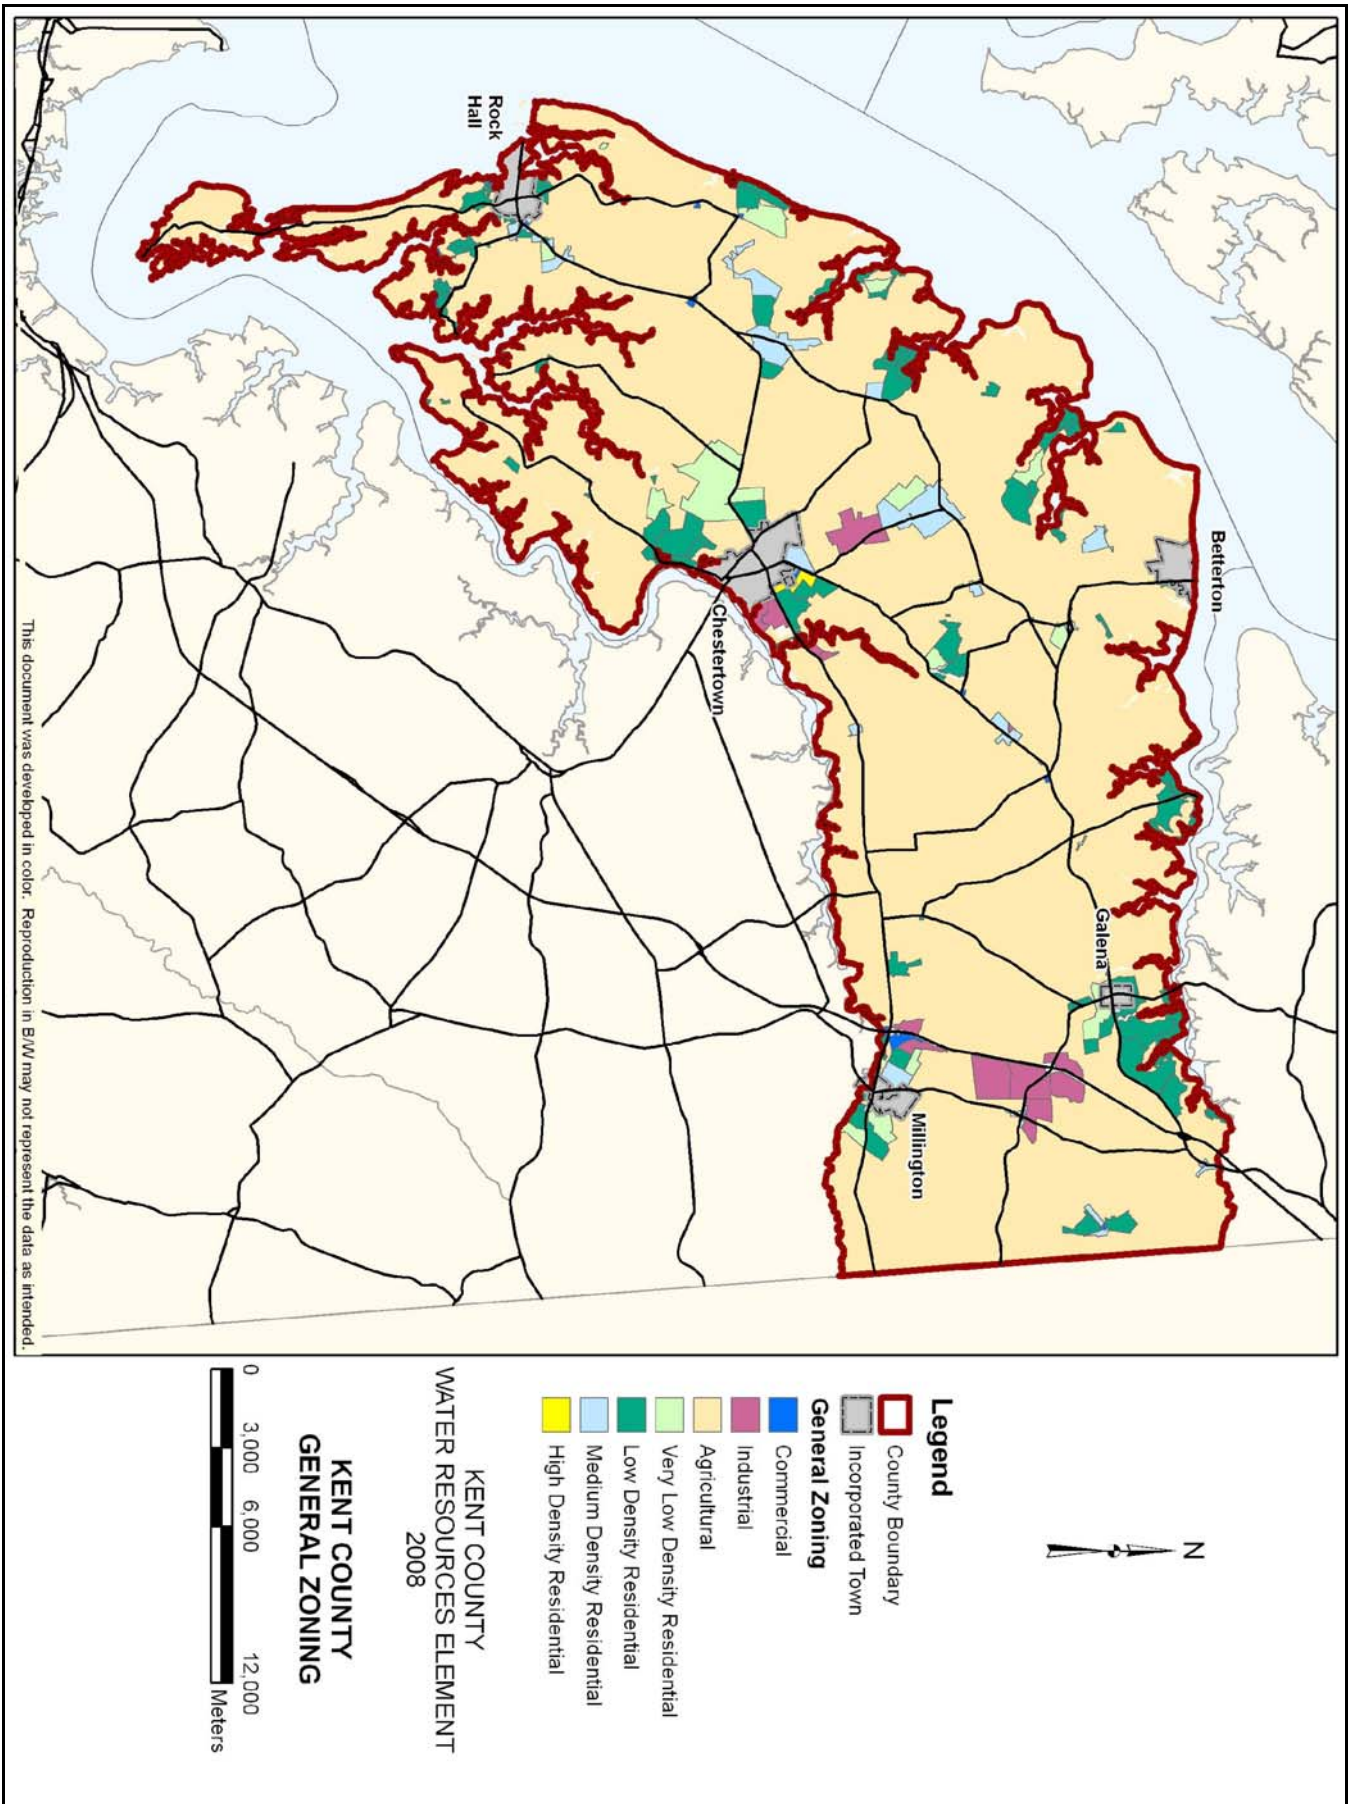 Rock
Hall
Betterton
Chestertown
Galena
Millington
This document was developed in color. Reproduction in B/W may not represent the data as intended.
N
Legend
County Boundary
Incorporated Town
General Zoning
Commercial
Industrial
Agricultural
Very Low Density Residential
Low Density Residential
Medium Density Residential
High Density Residential
KENT COUNTY
WATER RESOURCES ELEMENT
2008
KENT COUNTY
GENERAL ZONING
0 3,000 6,000 12,000
Meters